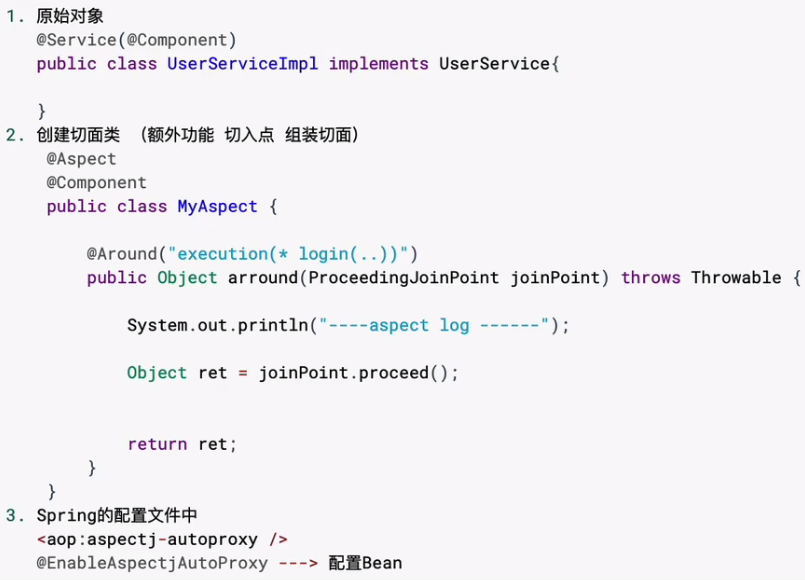 1. 原始对象
@Service(@Component)
public class UserServiceImpl implements UserService{
}
2. 创建切面类 （额外功能 切入点 组装切面）
@Aspect
@Component
public class MyAspect {
@Around("execution(* login(..))")
public Object arround(ProceedingJoinPoint joinPoint) throws Throwable {
System.out.println("----aspect log ------");
Object ret = joinPoint.proceed();
return ret;
}
}
3. Spring的配置文件中
<aop:aspectj-autoproxy />
@EnableAspectjAutoProxy ---> 配置Bean